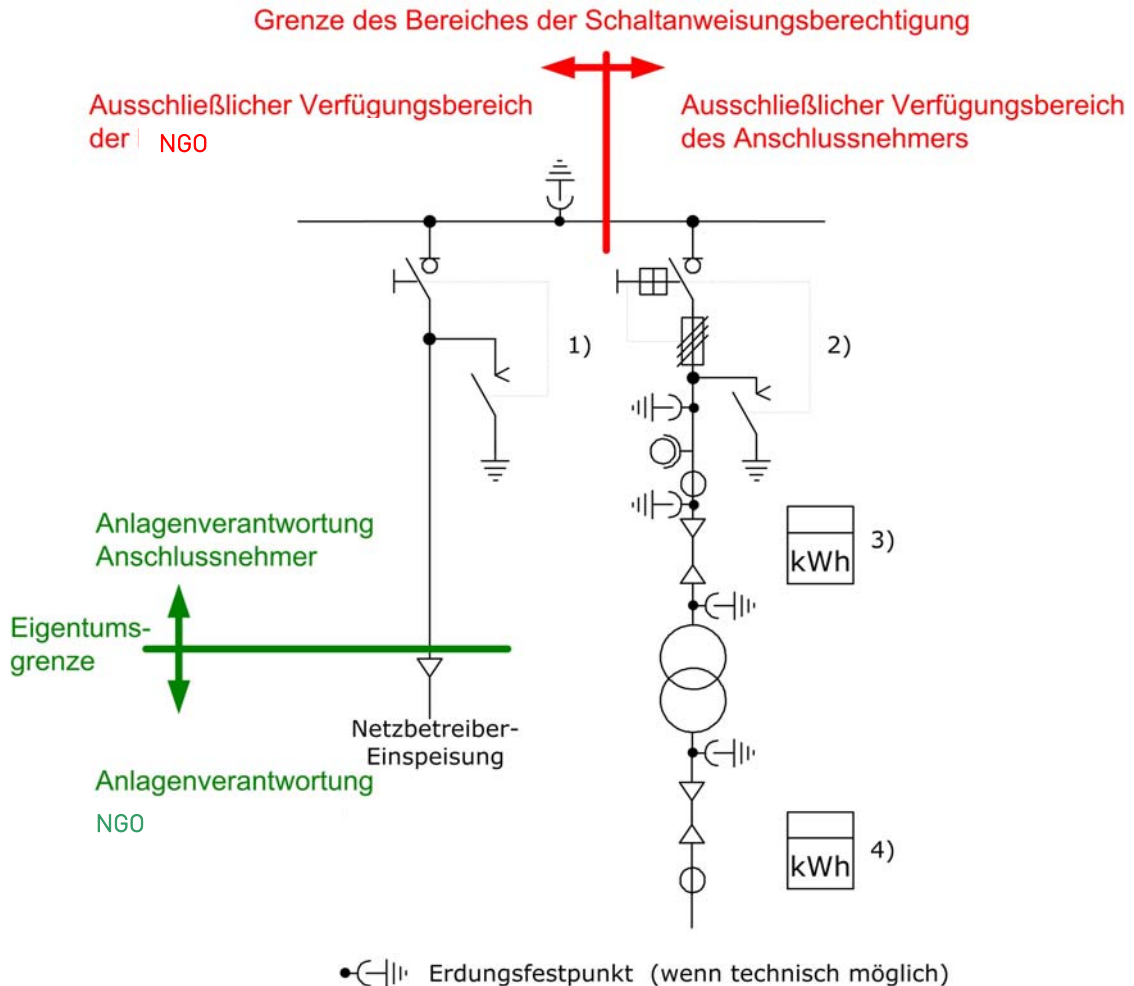 Grenze des Bereiches der Schaltanweisungsberechtigung
Ausschließlicher Verfügungsbereich
der NGO
Ausschließlicher Verfügungsbereich
des Anschlussnehmers
1)
2)
Anlagenverantwortung
Anschlussnehmer
kWh
3)
Eigentums-
grenze
Netzbetreiber-
Einspeisung
Anlagenverantwortung
NGO
kWh
4)
Erdungsfestpunkt (wenn technisch möglich)